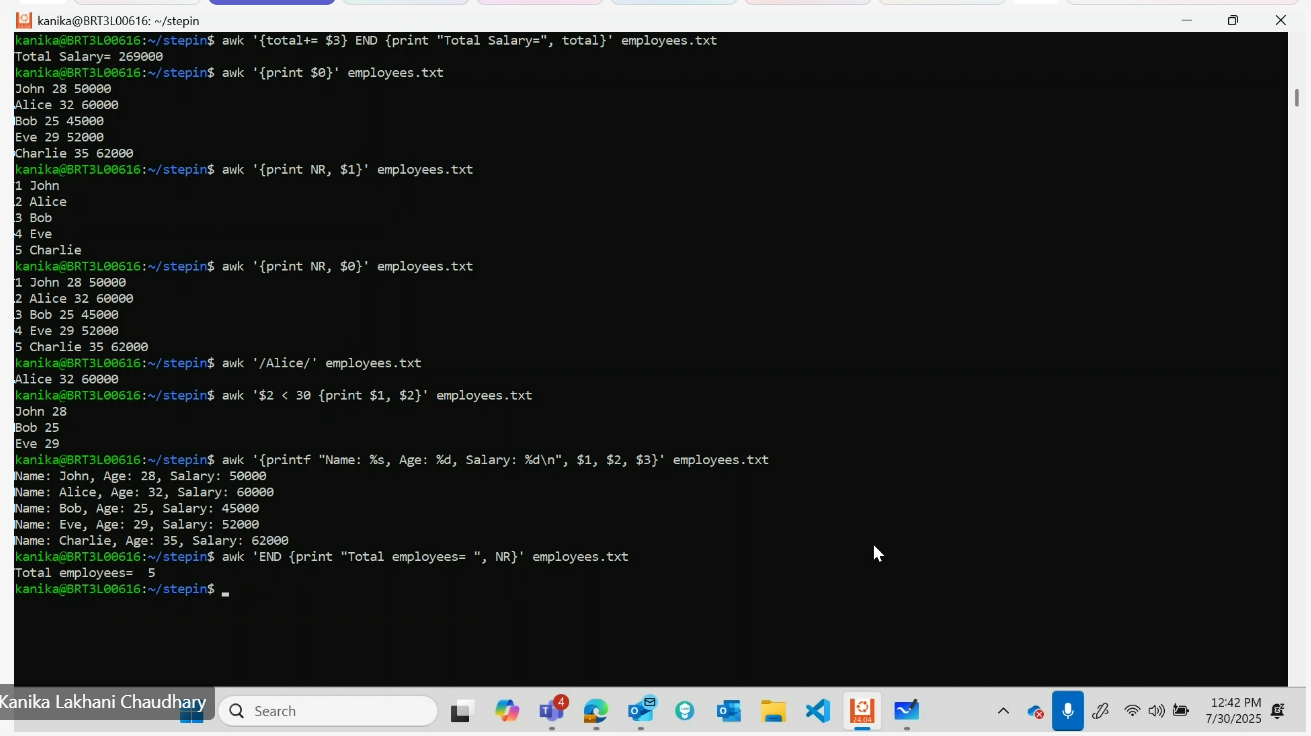 kanika@BRT3L00616: ~/stepin
kanika@BRT3L00616:~/stepin$ awk '{total+= $3} END {print "Total Salary=", total}' employees.txt
Total Salary= 269000
kanika@BRT3L00616:~/stepin$ awk '{print $0}' employees.txt
John 28 50000
Alice 32 60000
Bob 25 45000
Eve 29 52000
Charlie 35 62000
kanika@BRT3L00616:~/stepin$ awk '{print NR, $1}' employees.txt
1 John
2 Alice
3 Bob
4 Eve
5 Charlie
kanika@BRT3L00616:~/stepin$ awk '{print NR, $0}' employees.txt
1 John 28 50000
2 Alice 32 60000
3 Bob 25 45000
4 Eve 29 52000
5 Charlie 35 62000
kanika@BRT3L00616:~/stepin$ awk '/Alice/' employees.txt
Alice 32 60000
kanika@BRT3L00616:~/stepin$ awk '$2 < 30 {print $1, $2}' employees.txt
John 28
Bob 25
Eve 29
kanika@BRT3L00616:~/stepin$ awk '{printf "Name: %s, Age: %d, Salary: %d\n", $1, $2, $3}' employees.txt
Name: John, Age: 28, Salary: 50000
Name: Alice, Age: 32, Salary: 60000
Name: Bob, Age: 25, Salary: 45000
Name: Eve, Age: 29, Salary: 52000
Name: Charlie, Age: 35, Salary: 62000
kanika@BRT3L00616:~/stepin$ awk 'END {print "Total employees= ", NR}' employees.txt
Total employees=  5
kanika@BRT3L00616:~/stepin$
Kanika Lakhani Chaudhary
Search
4
24.04
12:42 PM
7/30/2025